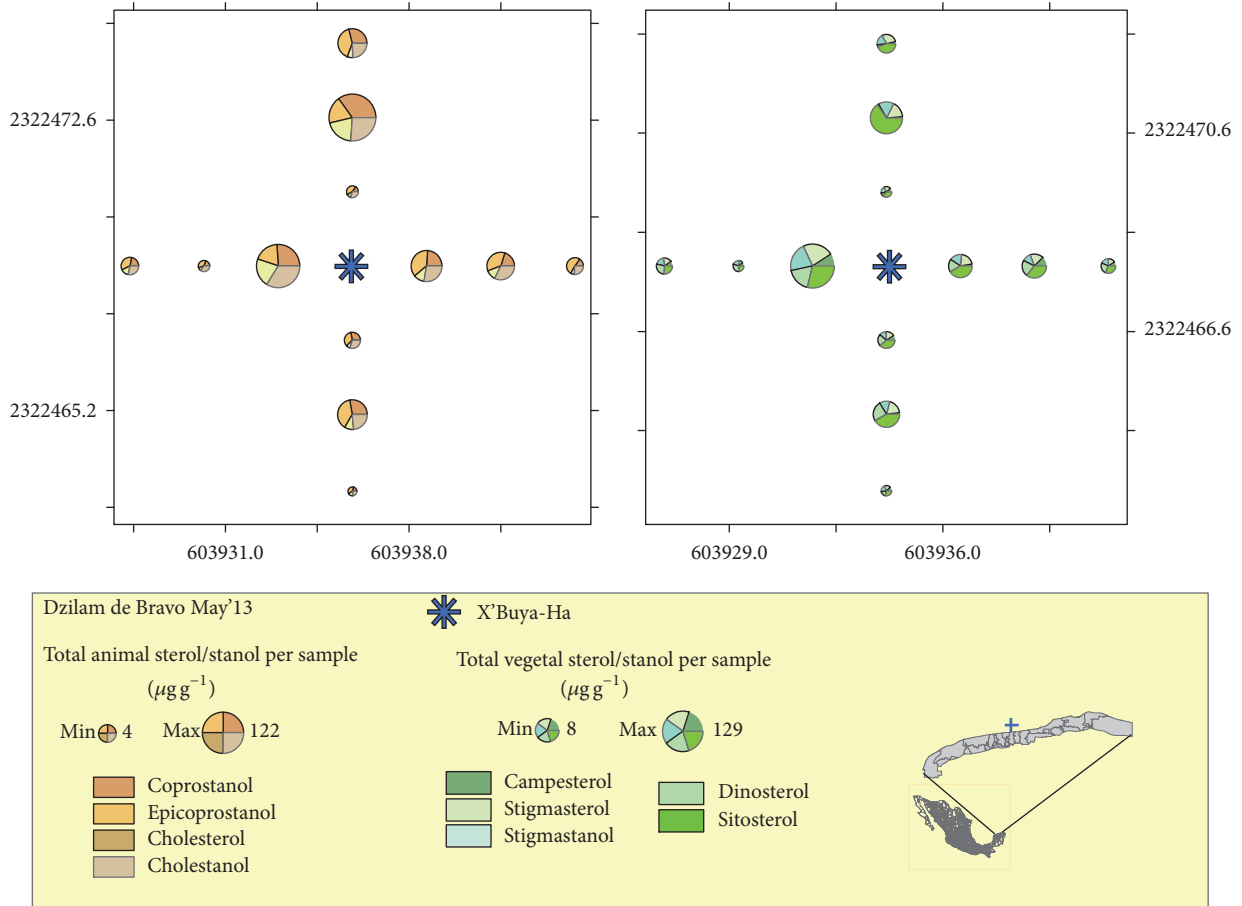 2322472.6
2322465.2
2322470.6
2322466.6
603931.0 603938.0
603929.0 603936.0
Dzilam de Bravo May'13
X'Buya-Ha
Total animal sterol/stanol per sample
(μg g⁻¹)
Min 4 Max 122
Coprostanol
Epicoprostanol
Cholesterol
Cholestanol
Total vegetal sterol/stanol per sample
(μg g⁻¹)
Min 8 Max 129
Campesterol
Stigmasterol
Stigmastanol
Dinosterol
Sitosterol